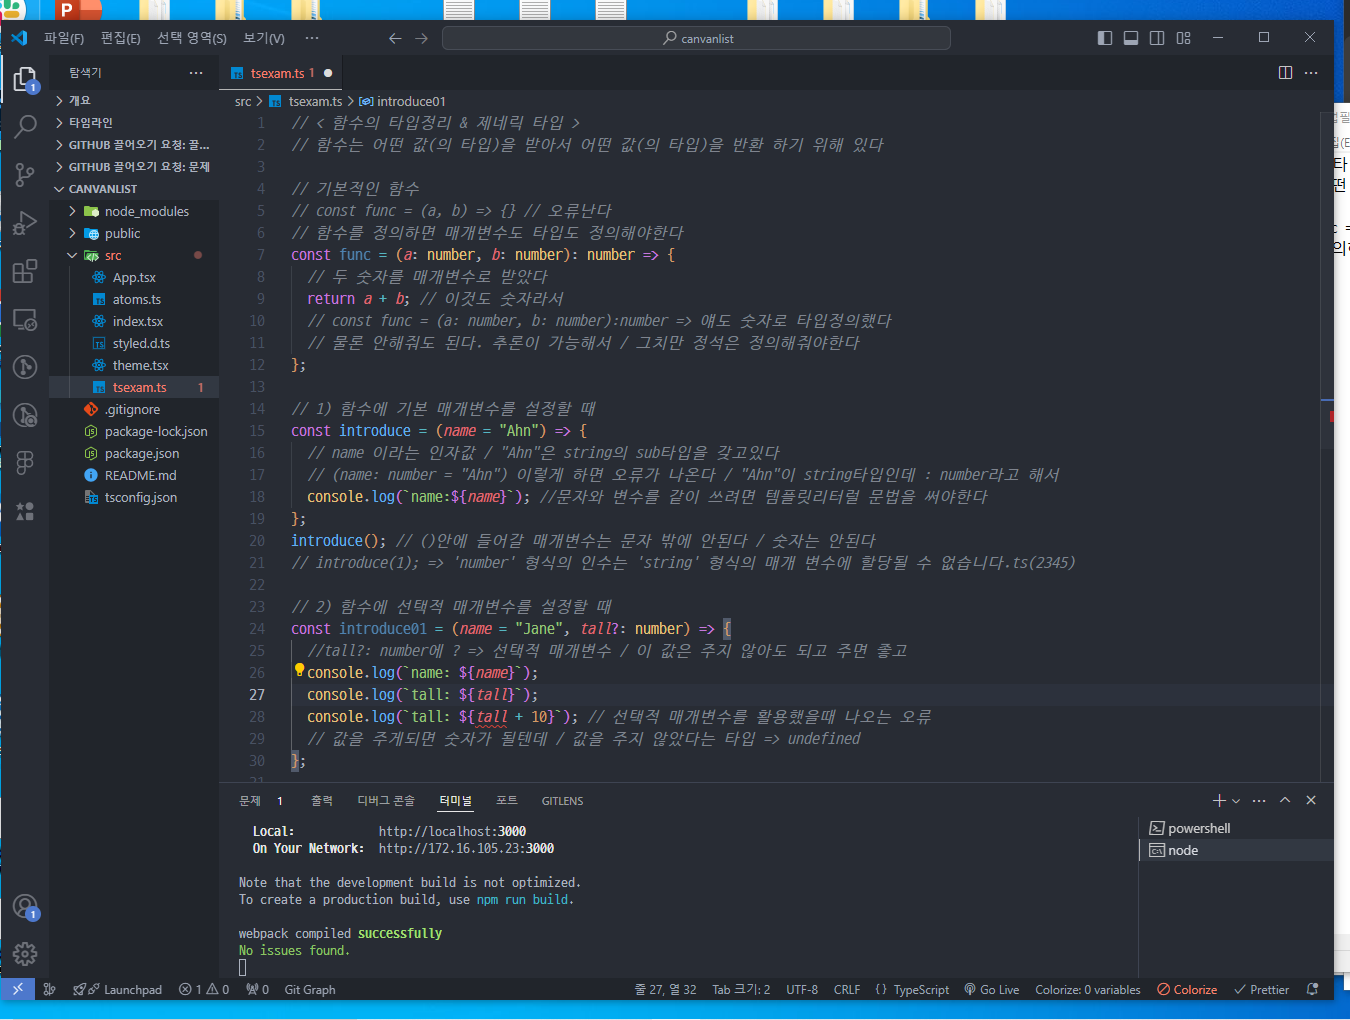 P
파일(F) 편집(E) 선택 영역(S) 보기(V) ···
canvanlist
탐색기 ···
tsexam.ts 1
개요
타임라인
GITHUB 끌어오기 요청: 끌...
GITHUB 끌어오기 요청: 문제
CANVANLIST
node_modules
public
src
App.tsx
atoms.ts
index.tsx
styled.d.ts
theme.tsx
tsexam.ts 1
.gitignore
package-lock.json
package.json
README.md
tsconfig.json
src > tsexam.ts > introduce01
1 // < 함수의 타입정리 & 제네릭 타입 >
2 // 함수는 어떤 값(의 타입)을 받아서 어떤 값(의 타입)을 반환 하기 위해 있다
3
4 // 기본적인 함수
5 // const func = (a, b) => {} // 오류난다
6 // 함수를 정의하면 매개변수도 타입도 정의해야한다
7 const func = (a: number, b: number): number => {
8 // 두 숫자를 매개변수로 받았다
9 return a + b; // 이것도 숫자라서
10 // const func = (a: number, b: number):number => 얘도 숫자로 타입정의했다
11 // 물론 안해줘도 된다. 추론이 가능해서 / 그치만 정석은 정의해줘야한다
12 };
13
14 // 1) 함수에 기본 매개변수를 설정할 때
15 const introduce = (name = "Ahn") => {
16 // name 이라는 인자값 / "Ahn"은 string의 sub타입을 갖고있다
17 // (name: number = "Ahn") 이렇게 하면 오류가 나온다 / "Ahn"이 string타입인데 : number라고 해서
18 console.log(`name:${name}`); //문자와 변수를 같이 쓰려면 템플릿리터럴 문법을 써야한다
19 };
20 introduce(); // ()안에 들어갈 매개변수는 문자 밖에 안된다 / 숫자는 안된다
21 // introduce(1); => 'number' 형식의 인수는 'string' 형식의 매개 변수에 할당될 수 없습니다.ts(2345)
22
23 // 2) 함수에 선택적 매개변수를 설정할 때
24 const introduce01 = (name = "Jane", tall?: number) => {
25 //tall?: number에 ? => 선택적 매개변수 / 이 값은 주지 않아도 되고 주면 좋고
26 console.log(`name: ${name}`);
27 console.log(`tall: ${tall}`);
28 console.log(`tall: ${tall + 10}`); // 선택적 매개변수를 활용했을때 나오는 오류
29 // 값을 주게되면 숫자가 될텐데 / 값을 주지 않았다는 타입 => undefined
30 };
31
문제 1 출력 디버그 콘솔 터미널 포트 GITLENS
Local: http://localhost:3000
On Your Network: http://172.16.105.23:3000
Note that the development build is not optimized.
To create a production build, use npm run build.
webpack compiled successfully
No issues found.
powershell
node
1
1
Launchpad 1 0 0 Git Graph 줄 27, 열 32 Tab 크기: 2 UTF-8 CRLF {} TypeScript Go Live Colorize: 0 variables Colorize Prettier